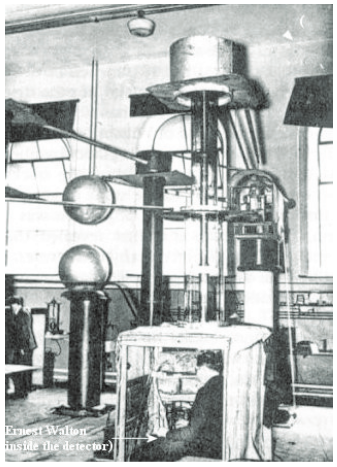 Ernest Walton
inside the detector)